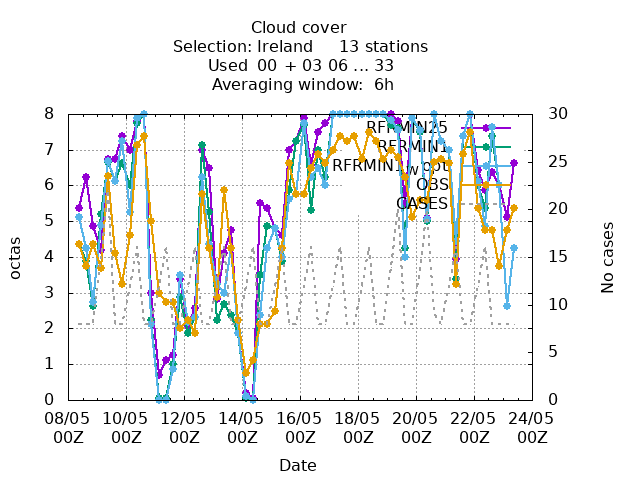 Cloud cover
Selection: Ireland 13 stations
Used 00 + 03 06 ... 33
Averaging window: 6h
8
7
6
5
4
3
2
1
0
octas
30
25
20
15
10
5
0
No cases
RFRMIN25
RFRMIN1
RFRMIN1_w_opt
OBS
CASES
08/05 10/05 12/05 14/05 16/05 18/05 20/05 22/05 24/05
00Z 00Z 00Z 00Z 00Z 00Z 00Z 00Z 00Z
Date